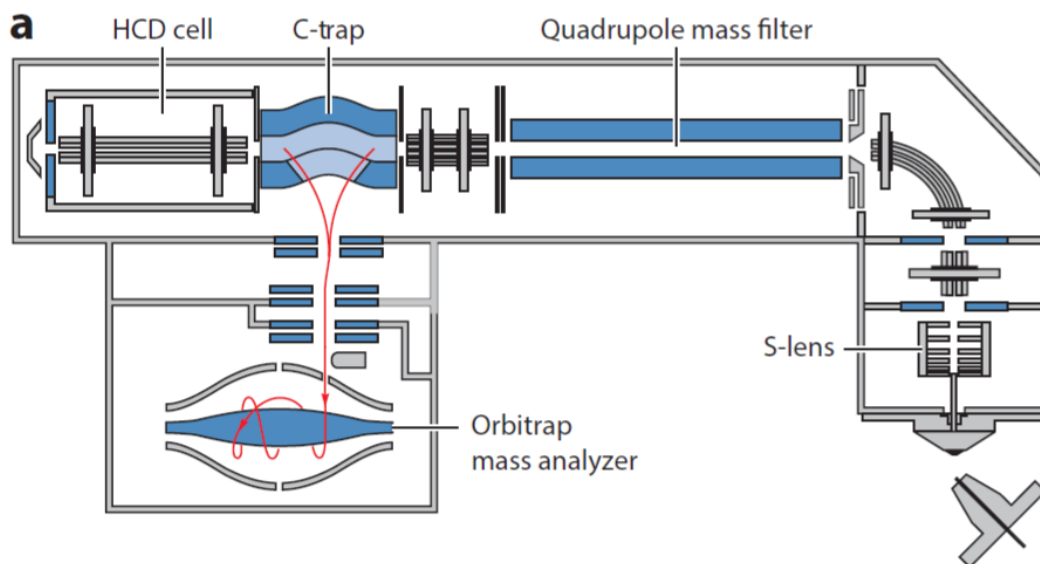 a
HCD cell
C-trap
Quadrupole mass filter
S-lens
Orbitrap
mass analyzer